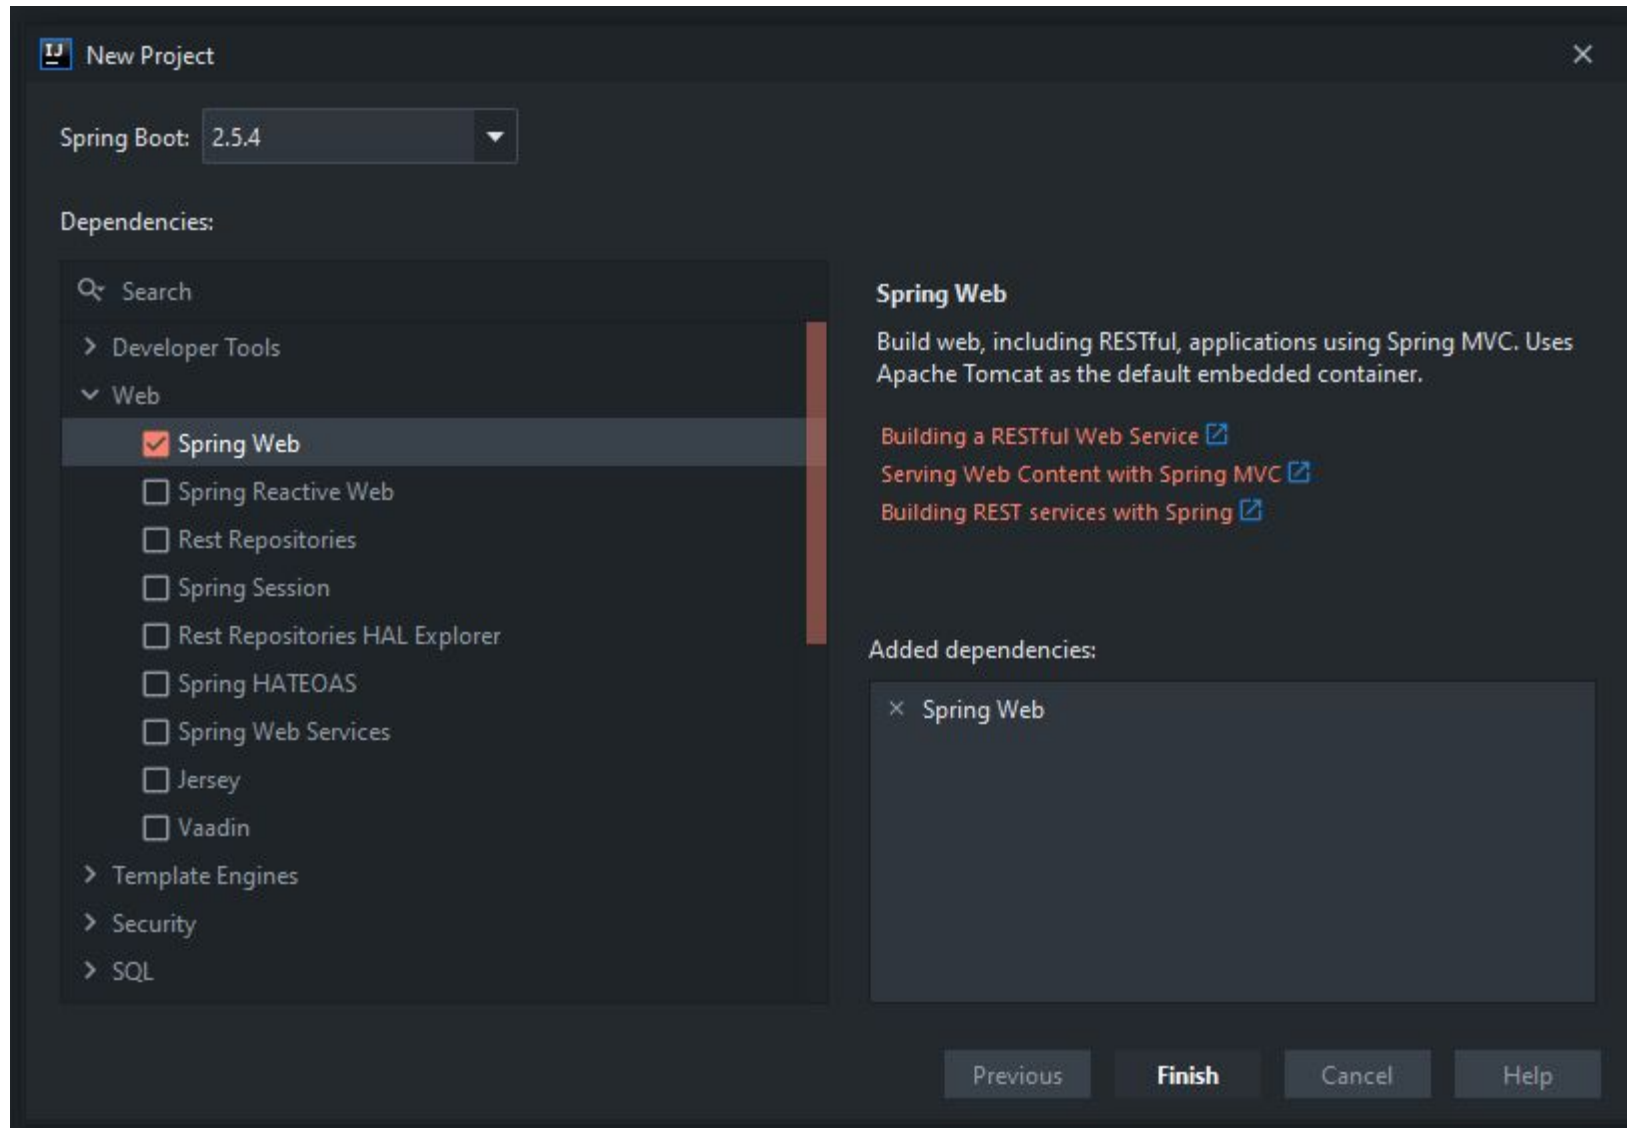 IJ
New Project
Spring Boot: 2.5.4
Dependencies:
Search
Developer Tools
Web
Spring Web
Spring Reactive Web
Rest Repositories
Spring Session
Rest Repositories HAL Explorer
Spring HATEOAS
Spring Web Services
Jersey
Vaadin
Template Engines
Security
SQL
Spring Web
Build web, including RESTful, applications using Spring MVC. Uses
Apache Tomcat as the default embedded container.
Building a RESTful Web Service
Serving Web Content with Spring MVC
Building REST services with Spring
Added dependencies:
Spring Web
Previous Finish Cancel Help